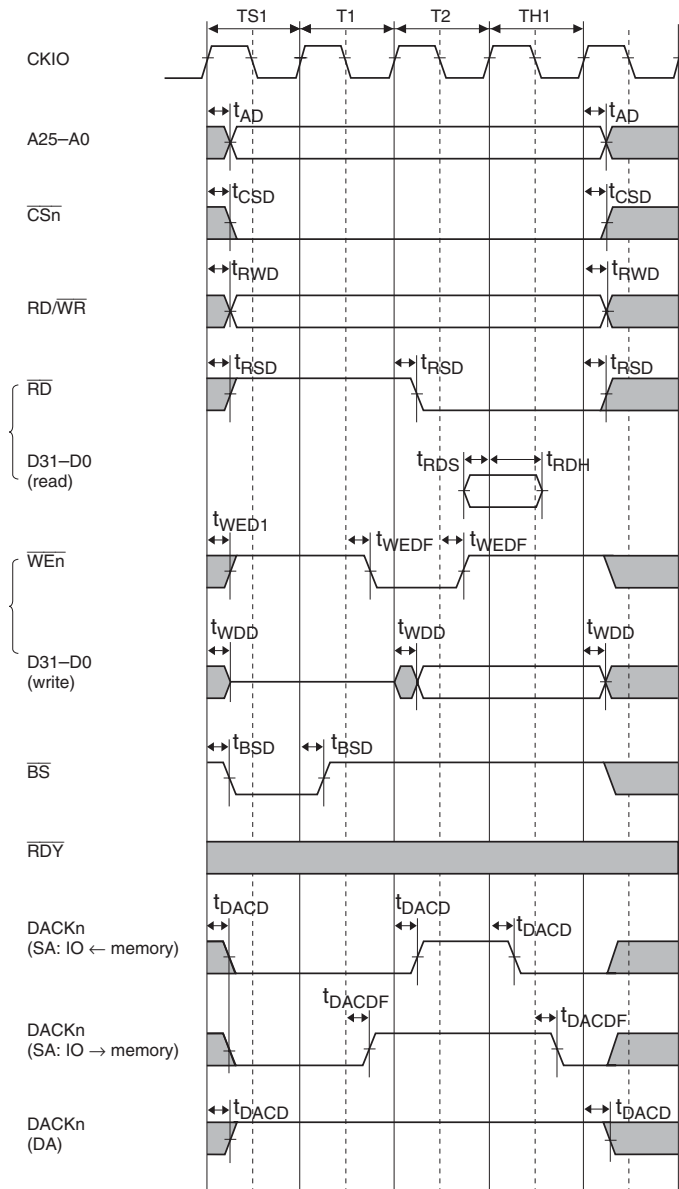 TS1 T1 T2 TH1
CKIO
tAD tAD
A25–A0
tCSD tCSD
CSn
tRWD tRWD
RD/WR
tRSD tRSD tRSD
RD
D31–D0
(read)
tRDS tRDH
tWED1
tWEDF tWEDF
WEn
tWDD tWDD tWDD
D31–D0
(write)
tBSD tBSD
BS
RDY
tDACD tDACD tDACD
DACKn
(SA: IO ← memory)
tDACDF tDACDF
DACKn
(SA: IO → memory)
tDACD tDACD
DACKn
(DA)